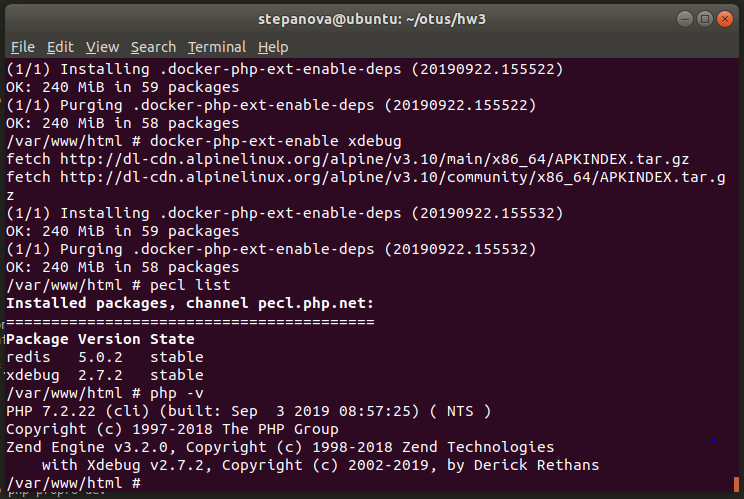 stepanova@ubuntu: ~/otus/hw3
File Edit View Search Terminal Help
(1/1) Installing .docker-php-ext-enable-deps (20190922.155522)
OK: 240 MiB in 59 packages
(1/1) Purging .docker-php-ext-enable-deps (20190922.155522)
OK: 240 MiB in 58 packages
/var/www/html # docker-php-ext-enable xdebug
fetch http://dl-cdn.alpinelinux.org/alpine/v3.10/main/x86_64/APKINDEX.tar.gz
fetch http://dl-cdn.alpinelinux.org/alpine/v3.10/community/x86_64/APKINDEX.tar.g
z
(1/1) Installing .docker-php-ext-enable-deps (20190922.155532)
OK: 240 MiB in 59 packages
(1/1) Purging .docker-php-ext-enable-deps (20190922.155532)
OK: 240 MiB in 58 packages
/var/www/html # pecl list
Installed packages, channel pecl.php.net:
=========================================
Package Version State
redis   5.0.2   stable
xdebug  2.7.2   stable
/var/www/html # php -v
PHP 7.2.22 (cli) (built: Sep  3 2019 08:57:25) ( NTS )
Copyright (c) 1997-2018 The PHP Group
Zend Engine v3.2.0, Copyright (c) 1998-2018 Zend Technologies
    with Xdebug v2.7.2, Copyright (c) 2002-2019, by Derick Rethans
/var/www/html #